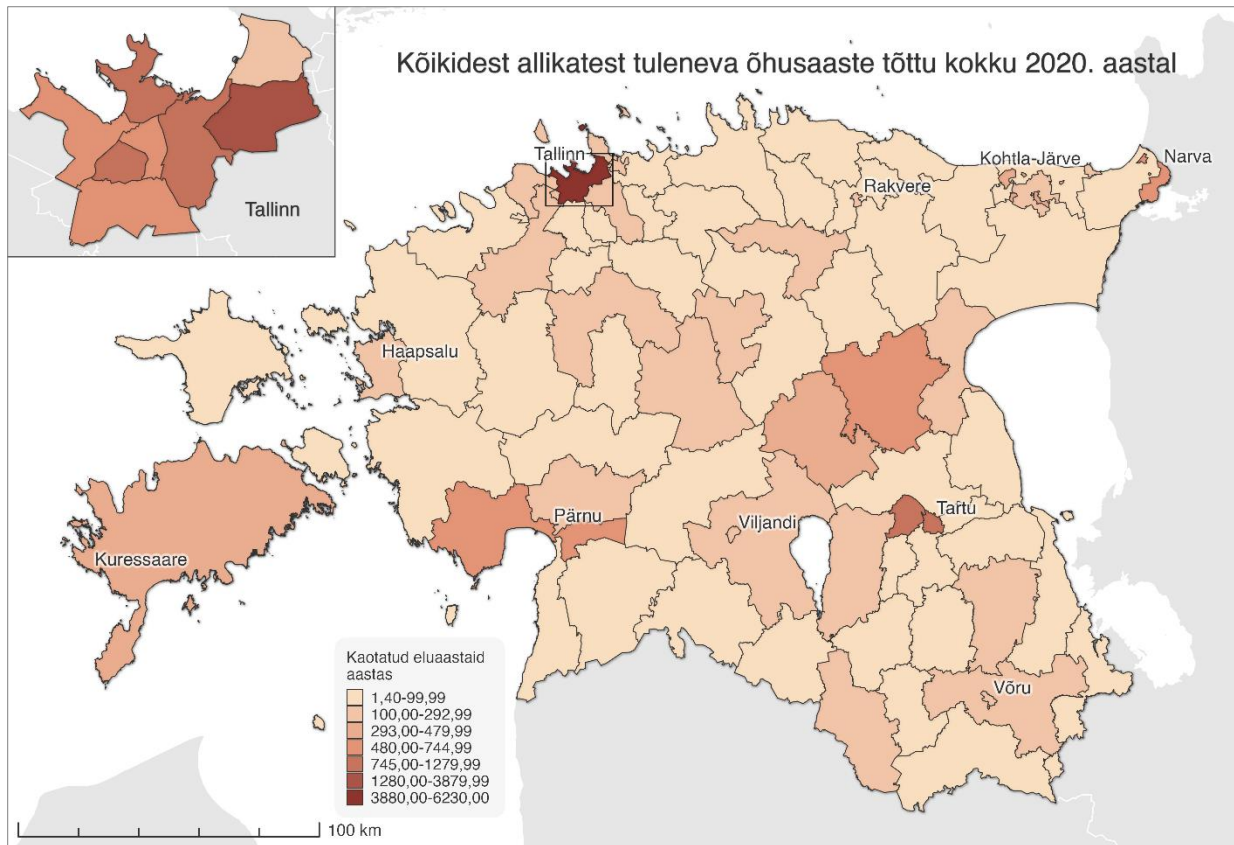 Kõikidest allikatest tuleneva õhusaaste tõttu kokku 2020. aastal
Tallinn
Tallinn
Kohtla-Järve
Narva
Rakvere
Haapsalu
Pärnu
Viljandi
Tartu
Kuressaare
Võru
Kaotatud eluaastaid
aastas
1,40-99,99
100,00-292,99
293,00-479,99
480,00-744,99
745,00-1279,99
1280,00-3879,99
3880,00-6230,00
100 km